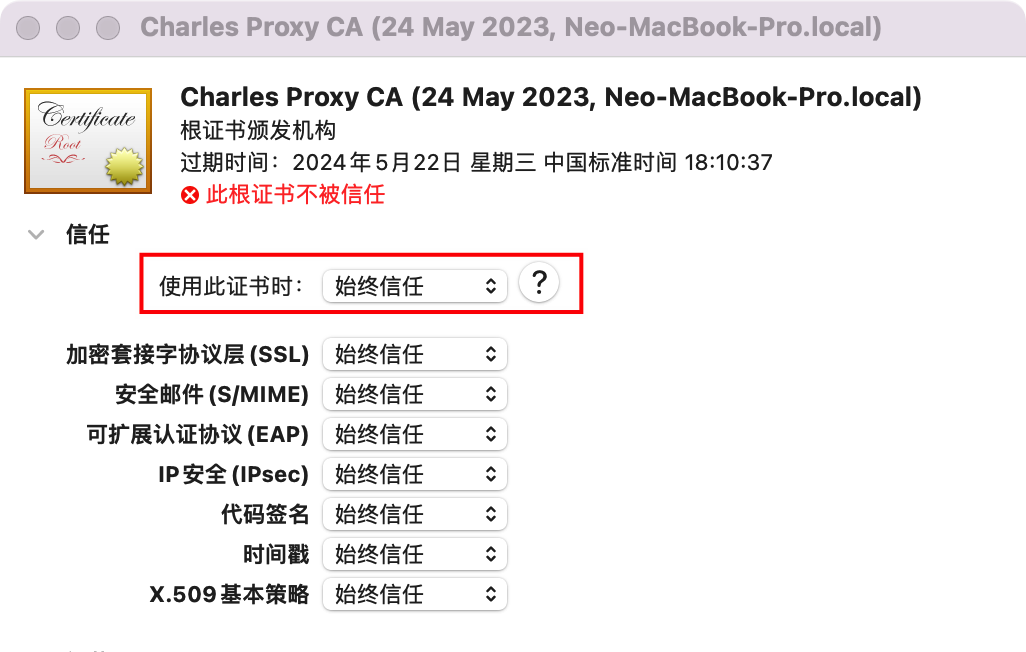 Charles Proxy CA (24 May 2023, Neo-MacBook-Pro.local)
Certificate
Root
Charles Proxy CA (24 May 2023, Neo-MacBook-Pro.local)
根证书颁发机构
过期时间：2024年5月22日 星期三 中国标准时间 18:10:37
此根证书不被信任
信任
使用此证书时： 始终信任 ?
加密套接字协议层 (SSL) 始终信任
安全邮件 (S/MIME) 始终信任
可扩展认证协议 (EAP) 始终信任
IP 安全 (IPsec) 始终信任
代码签名 始终信任
时间戳 始终信任
X.509 基本策略 始终信任